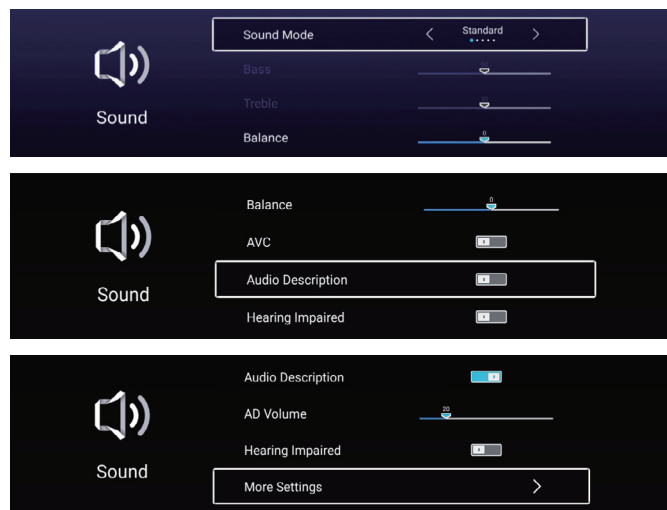 Sound Mode
Standard
Bass
Treble
Sound
Balance
0
Balance
0
AVC
Audio Description
Sound
Hearing Impaired
Audio Description
AD Volume
20
Hearing Impaired
Sound
More Settings